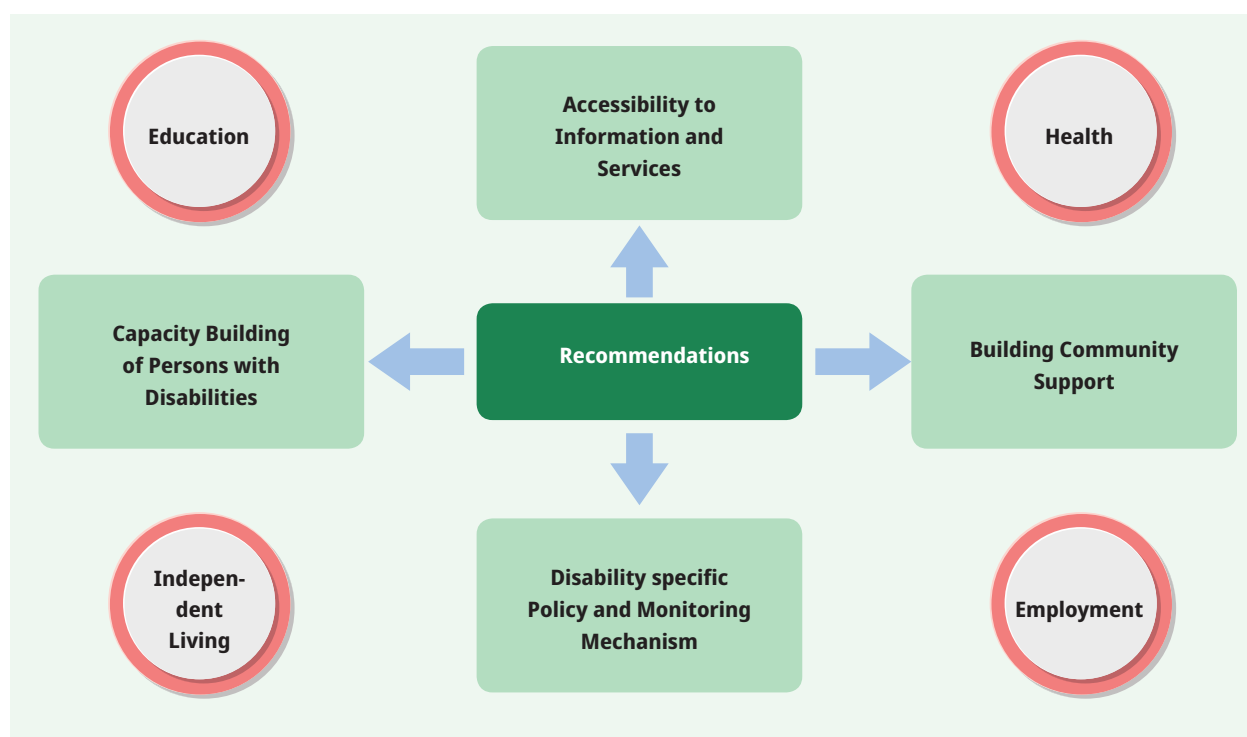 Education
Accessibility to
Information and
Services
Health
Capacity Building
of Persons with
Disabilities
Recommendations
Building Community
Support
Indepen-
dent
Living
Disability specific
Policy and Monitoring
Mechanism
Employment